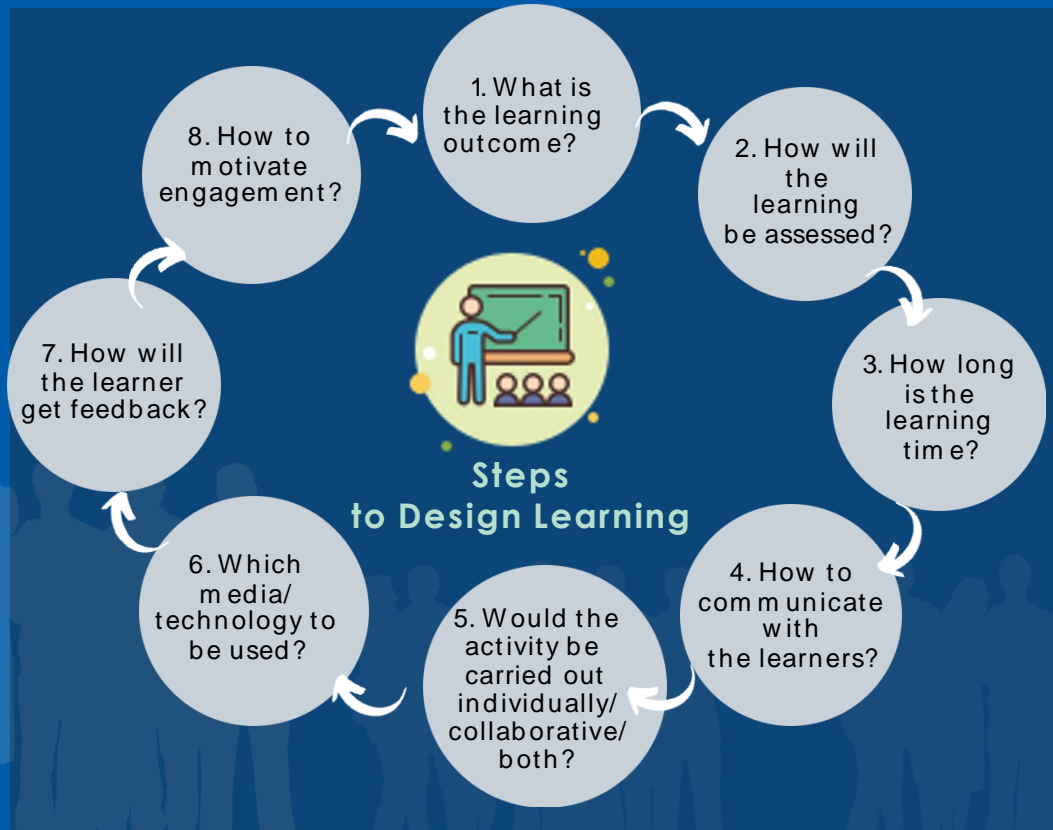 1. What is
the learning
outcome?
2. How will
the
learning
be assessed?
3. How long
is the
learning
time?
4. How to
communicate
with
the learners?
5. Would the
activity be
carried out
individually/
collaborative/
both?
6. Which
media/
technology to
be used?
7. How will
the learner
get feedback?
8. How to
motivate
engagement?
Steps
to Design Learning